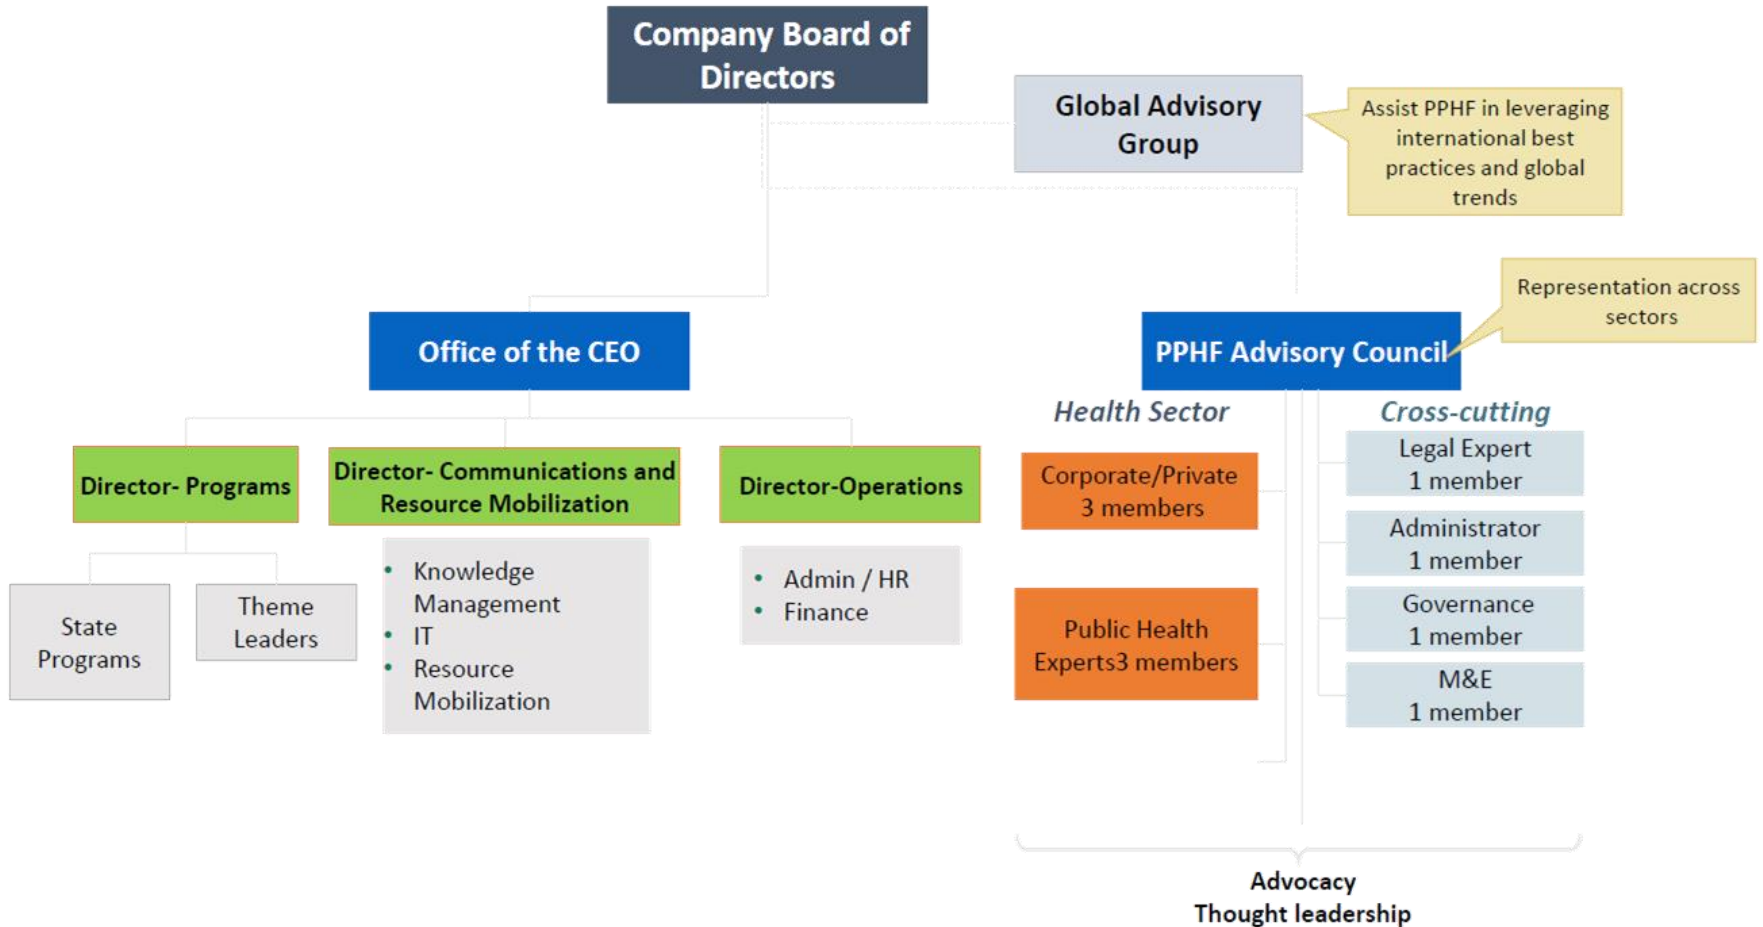 Company Board of
Directors
Global Advisory
Group
Assist PPHF in leveraging
international best
practices and global
trends
Representation across
sectors
Office of the CEO
PPHF Advisory Council
Health Sector
Cross-cutting
Director- Programs
Director- Communications and
Resource Mobilization
Director-Operations
State
Programs
Theme
Leaders
• Knowledge
Management
• IT
• Resource
Mobilization
• Admin / HR
• Finance
Corporate/Private
3 members
Public Health
Experts3 members
Legal Expert
1 member
Administrator
1 member
Governance
1 member
M&E
1 member
Advocacy
Thought leadership